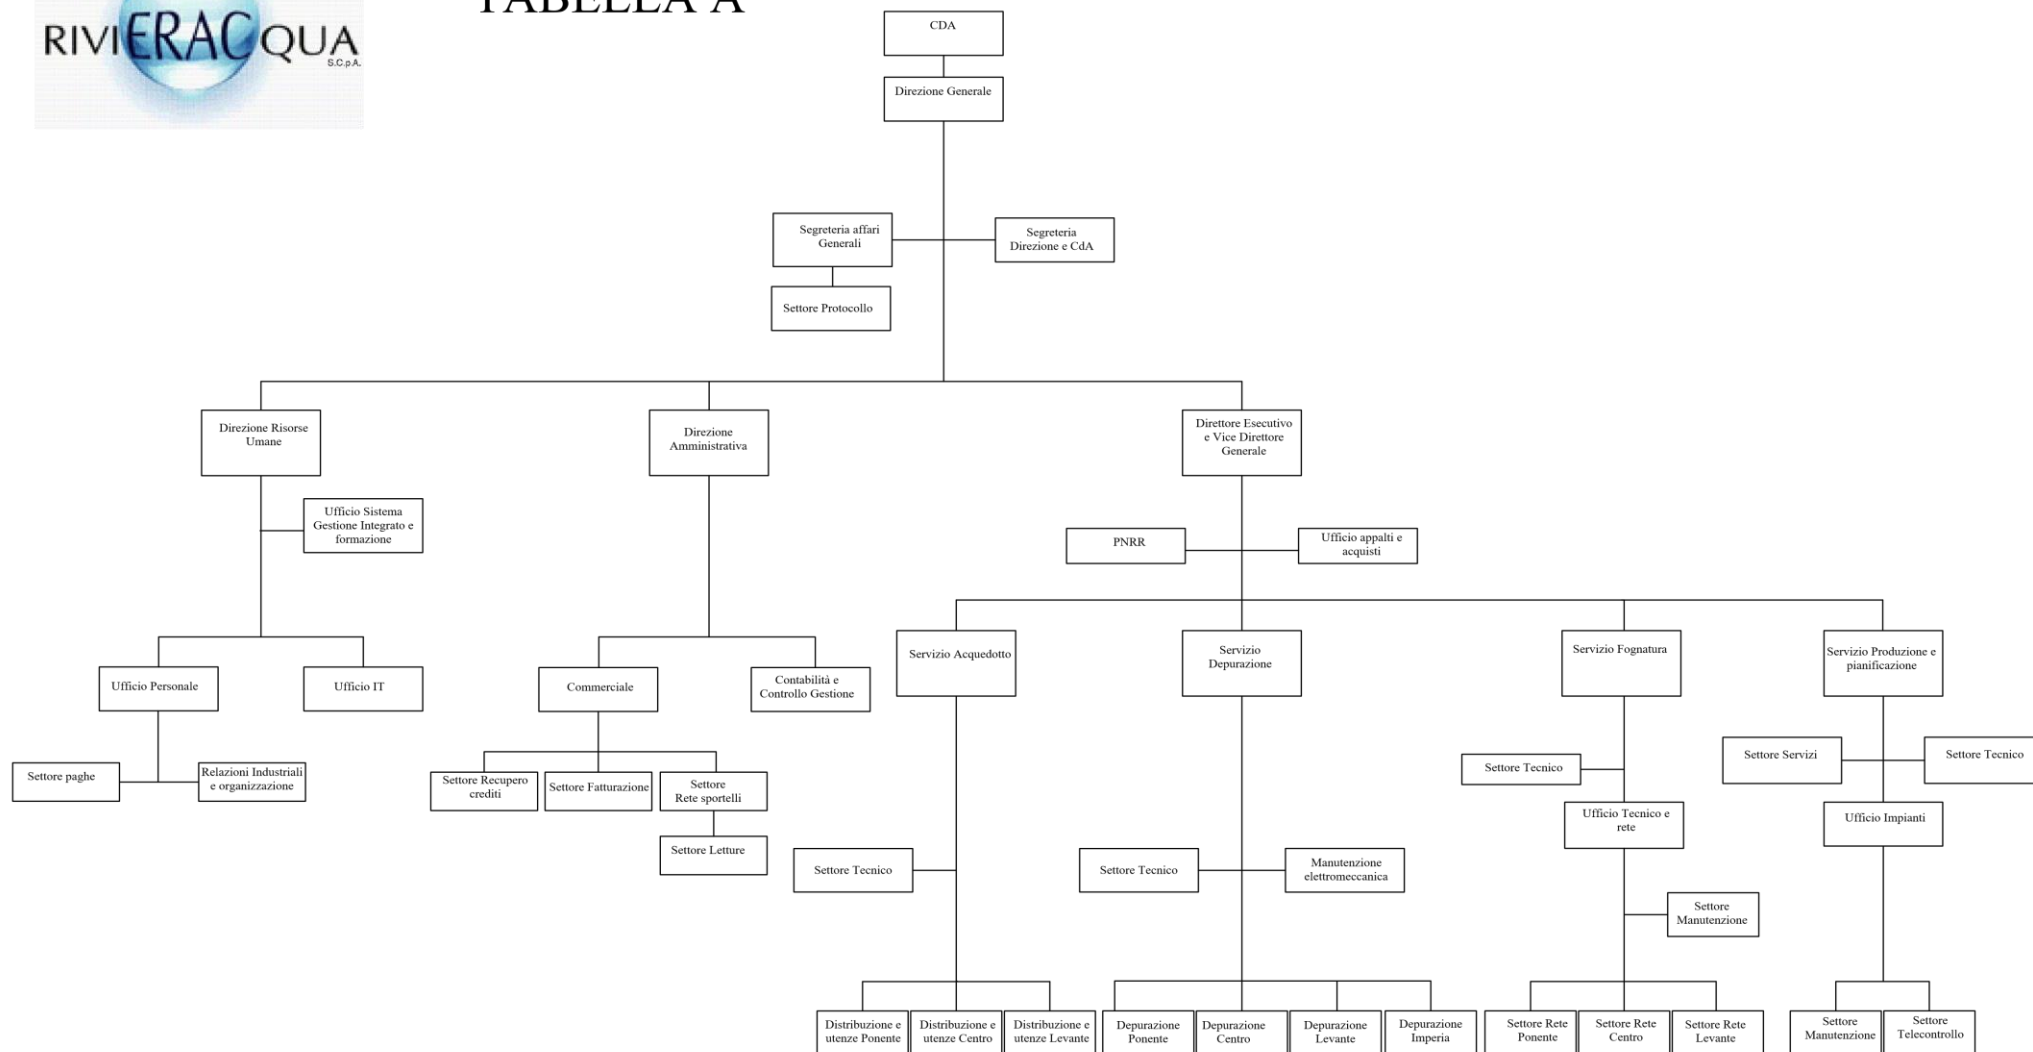 TABELLA A
RIVIERACQUA
S.C.p.A.
CDA
Direzione Generale
Segreteria affari
Generali
Segreteria
Direzione e CdA
Settore Protocollo
Direzione Risorse
Umane
Direzione
Amministrativa
Direttore Esecutivo
e Vice Direttore
Generale
Ufficio Sistema
Gestione Integrato e
formazione
PNRR
Ufficio appalti e
acquisti
Ufficio Personale
Ufficio IT
Commerciale
Contabilità e
Controllo Gestione
Servizio Acquedotto
Servizio
Depurazione
Servizio Fognatura
Servizio Produzione e
pianificazione
Settore paghe
Relazioni Industriali
e organizzazione
Settore Recupero
crediti
Settore Fatturazione
Settore
Rete sportelli
Settore Letture
Settore Tecnico
Settore Servizi
Settore Tecnico
Ufficio Tecnico e
rete
Ufficio Impianti
Settore Tecnico
Settore Tecnico
Manutenzione
elettromeccanica
Settore
Manutenzione
Distribuzione e
utenze Ponente
Distribuzione e
utenze Centro
Distribuzione e
utenze Levante
Depurazione
Ponente
Depurazione
Centro
Depurazione
Levante
Depurazione
Imperia
Settore Rete
Ponente
Settore Rete
Centro
Settore Rete
Levante
Settore
Manutenzione
Settore
Telecontrollo